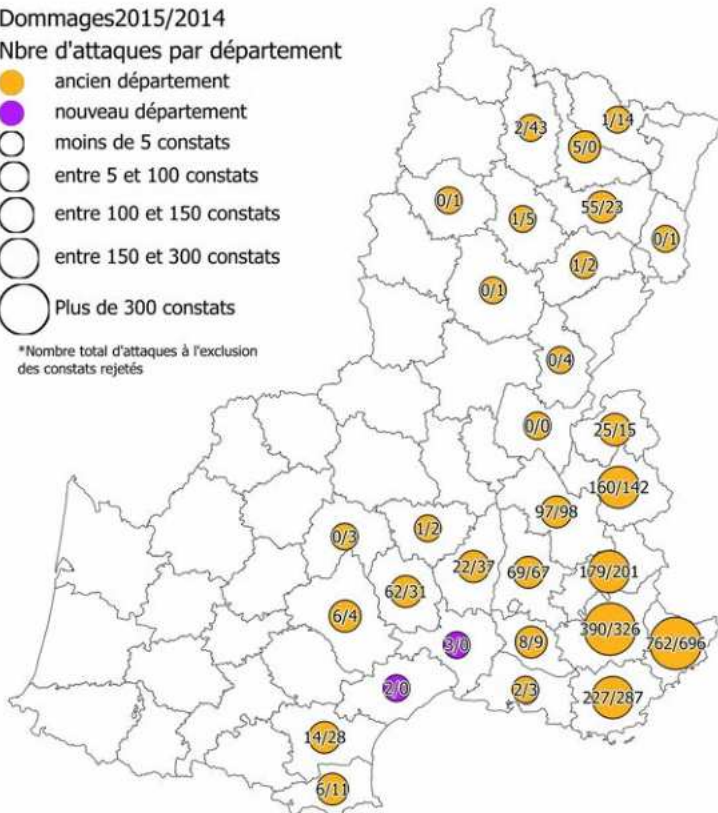 Dommages2015/2014
Nbre d'attaques par département
ancien département
nouveau département
moins de 5 constats
entre 5 et 100 constats
entre 100 et 150 constats
entre 150 et 300 constats
Plus de 300 constats
*Nombre total d'attaques à l'exclusion
des constats rejetés
1/14
2/43
5/0
0/1
55/23
1/5
0/1
1/2
0/1
0/4
0/0
25/15
160/142
97/98
1/2
0/3
22/37
69/67
179/201
62/31
6/4
390/326
762/696
3/0
8/9
2/0
2/3
227/287
14/28
6/11